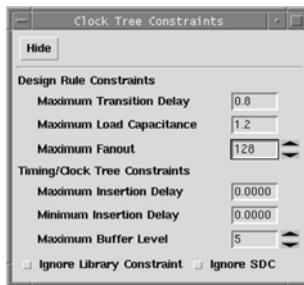 Clock Tree Constraints
Hide
Design Rule Constraints
Maximum Transition Delay 0.8
Maximum Load Capacitance 1.2
Maximum Fanout 128
Timing/Clock Tree Constraints
Maximum Insertion Delay 0.0000
Minimum Insertion Delay 0.0000
Maximum Buffer Level 5
Ignore Library Constraint Ignore SDC